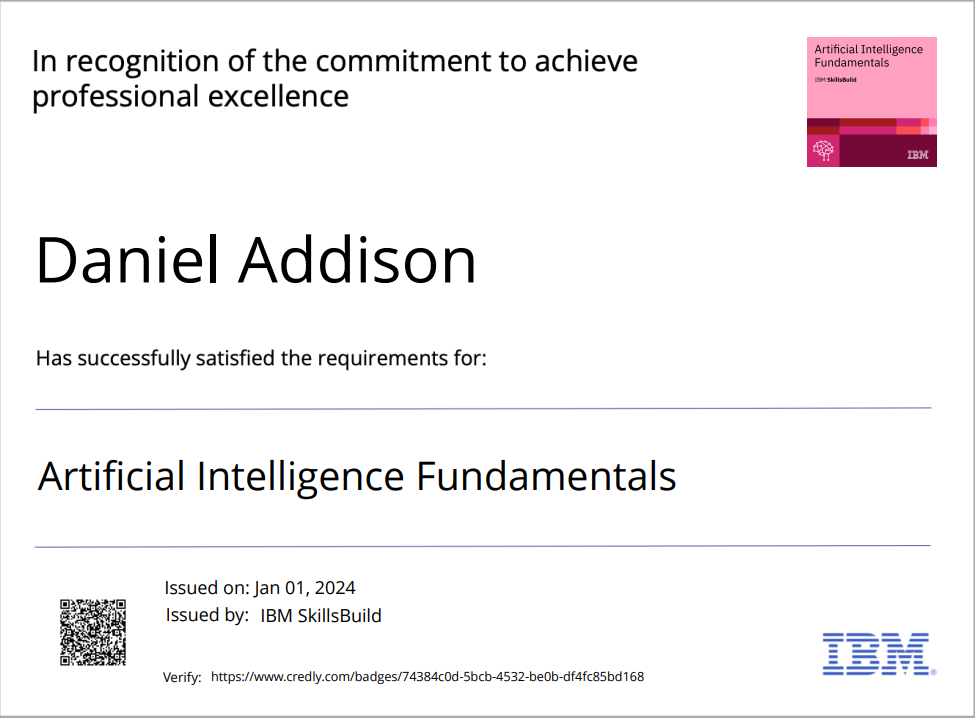 In recognition of the commitment to achieve
professional excellence
Artificial Intelligence
Fundamentals
IBM SkillsBuild
IBM
Daniel Addison
Has successfully satisfied the requirements for:
Artificial Intelligence Fundamentals
Issued on: Jan 01, 2024
Issued by: IBM SkillsBuild
IBM®
Verify: https://www.credly.com/badges/74384c0d-5bcb-4532-be0b-df4fc85bd168